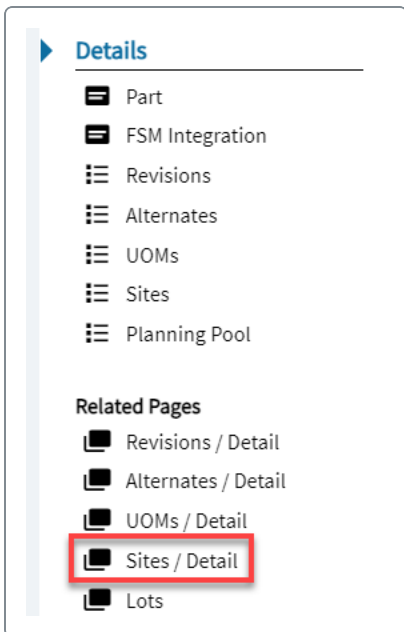 Details
Part
FSM Integration
Revisions
Alternates
UOMs
Sites
Planning Pool
Related Pages
Revisions / Detail
Alternates / Detail
UOMs / Detail
Sites / Detail
Lots